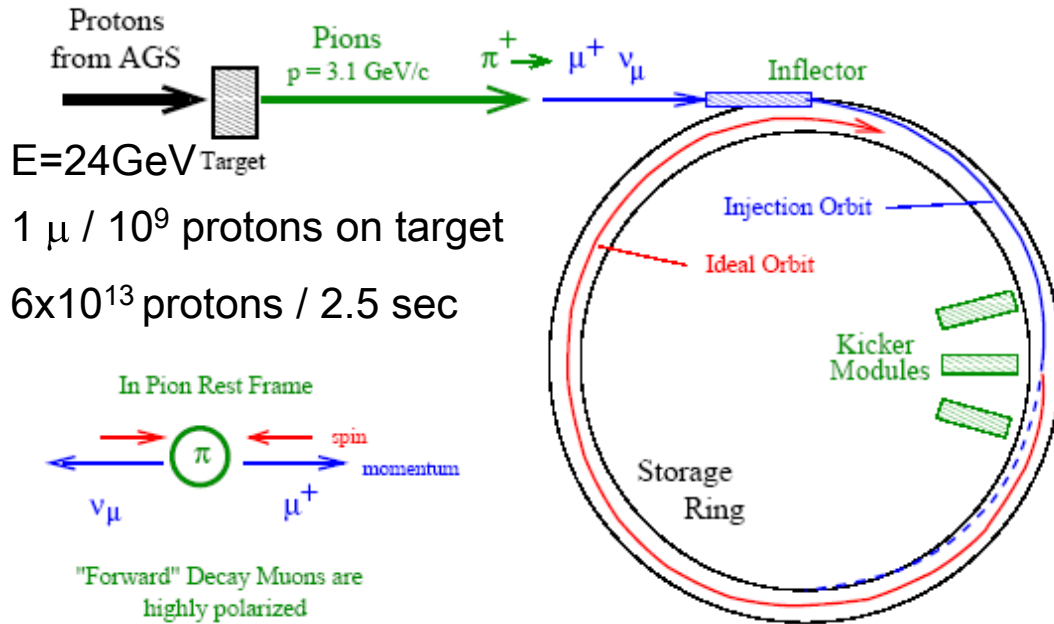 Protons
from AGS
Target
E=24GeV
1 μ / 10⁹ protons on target
6x10¹³ protons / 2.5 sec
Pions
p = 3.1 GeV/c
π⁺ → μ⁺ νμ
Inflector
Injection Orbit
Ideal Orbit
Kicker
Modules
Storage
Ring
In Pion Rest Frame
π
spin
momentum
νμ
μ⁺
"Forward" Decay Muons are
highly polarized